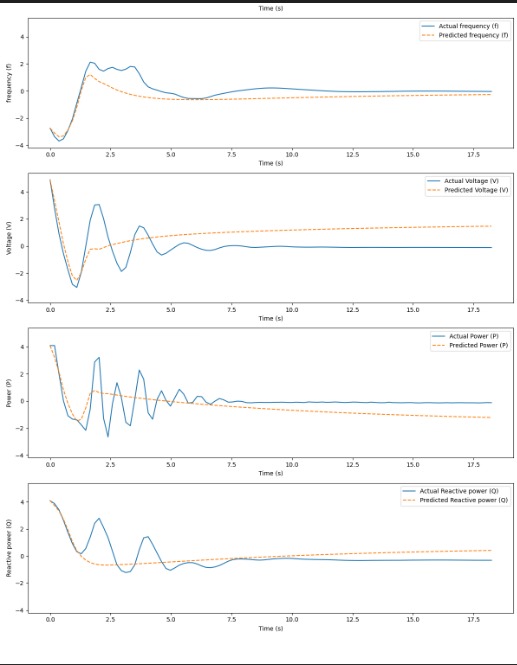 Time (s)
Actual frequency (f)
Predicted frequency (f)
4
2
0
−2
−4
frequency (f)
0.0 2.5 5.0 7.5 10.0 12.5 15.0 17.5
Time (s)
Actual Voltage (V)
Predicted Voltage (V)
4
2
0
−2
−4
Voltage (V)
0.0 2.5 5.0 7.5 10.0 12.5 15.0 17.5
Time (s)
Actual Power (P)
Predicted Power (P)
4
2
0
−2
−4
Power (P)
0.0 2.5 5.0 7.5 10.0 12.5 15.0 17.5
Time (s)
Actual Reactive power (Q)
Predicted Reactive power (Q)
4
2
0
−2
−4
Reactive power (Q)
0.0 2.5 5.0 7.5 10.0 12.5 15.0 17.5
Time (s)